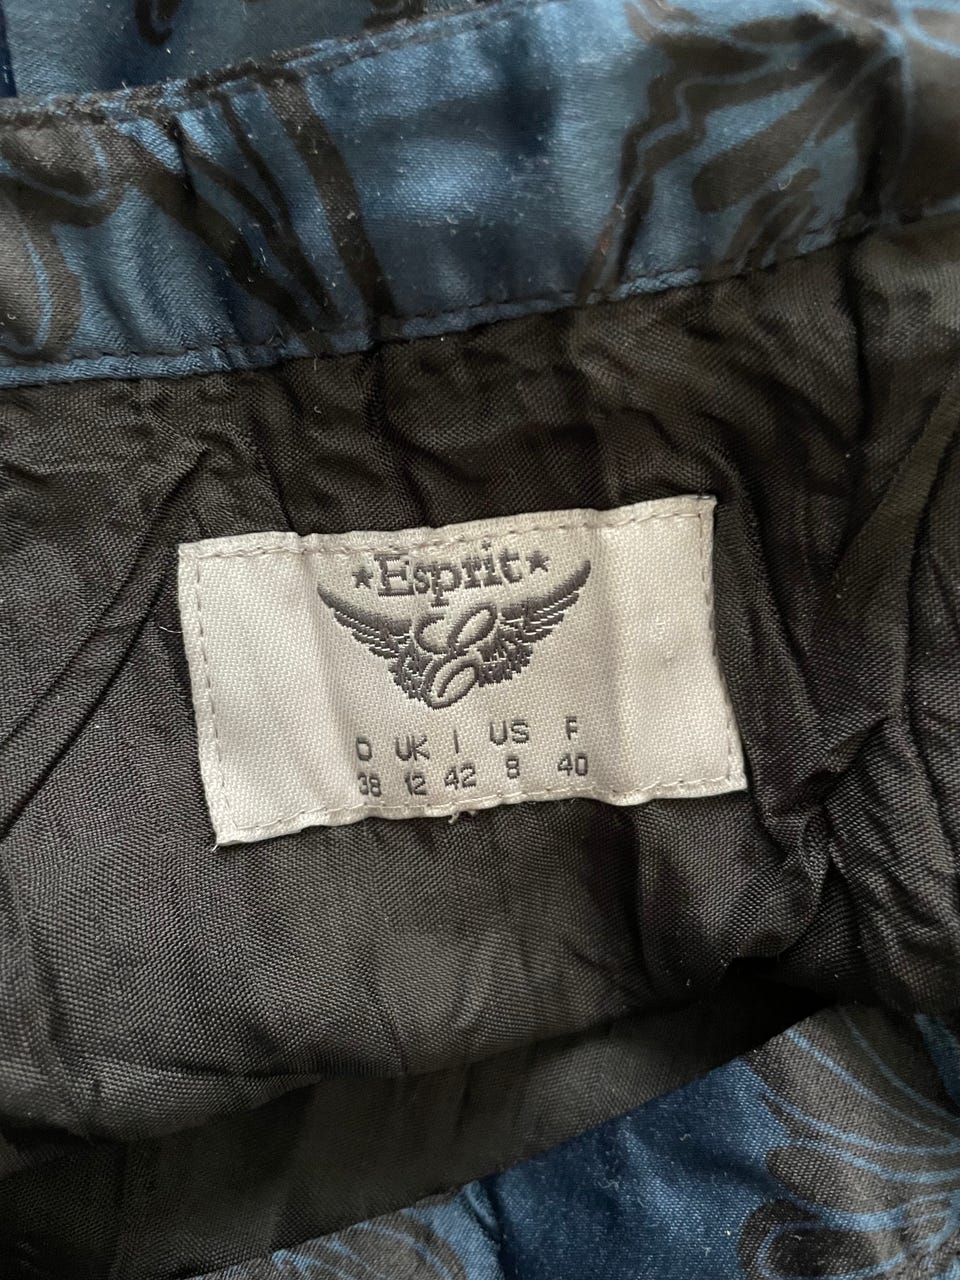 ★Esprit★
E
D UK I US F
38 12 42 8 40